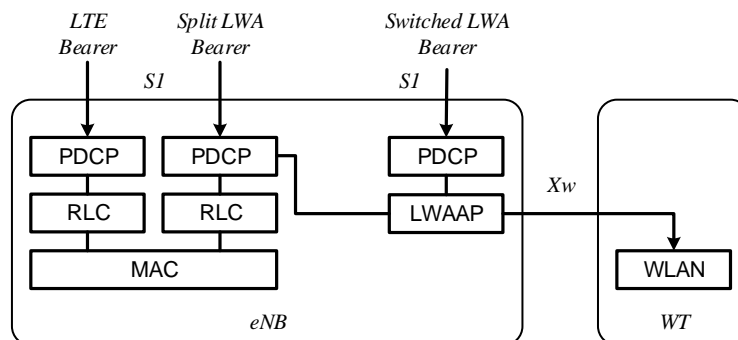 LTE Bearer
Split LWA Bearer
Switched LWA Bearer
S1
S1
PDCP
PDCP
PDCP
Xw
RLC
RLC
LWAAP
MAC
WLAN
eNB
WT